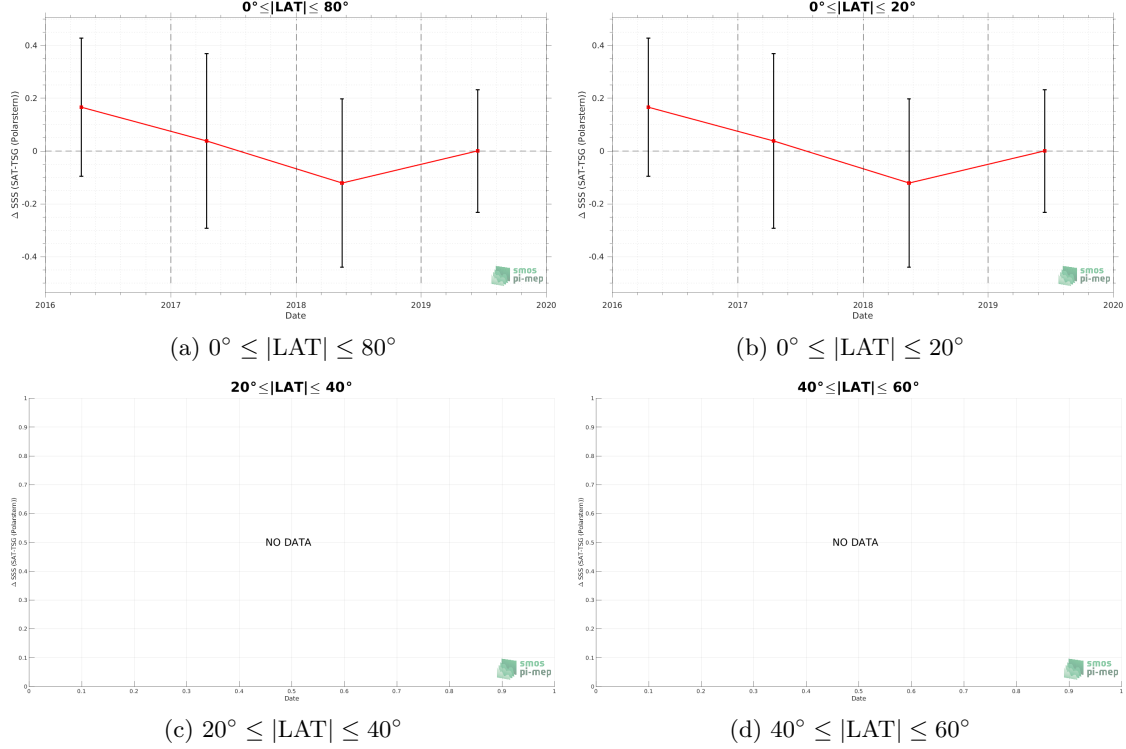 0°≤|LAT|≤ 80°
Δ SSS (SAT-TSG (Polarstern))
0.4
0.2
0
-0.2
-0.4
2016 2017 2018 2019 2020
Date
smos
pi-mep
(a) 0° ≤ |LAT| ≤ 80°
0°≤|LAT|≤ 20°
Δ SSS (SAT-TSG (Polarstern))
0.4
0.2
0
-0.2
-0.4
2016 2017 2018 2019 2020
Date
smos
pi-mep
(b) 0° ≤ |LAT| ≤ 20°
20°≤|LAT|≤ 40°
Δ SSS (SAT-TSG (Polarstern))
1
0.9
0.8
0.7
0.6
0.5
0.4
0.3
0.2
0.1
0
NO DATA
0 0.1 0.2 0.3 0.4 0.5 0.6 0.7 0.8 0.9 1
Date
smos
pi-mep
(c) 20° ≤ |LAT| ≤ 40°
40°≤|LAT|≤ 60°
Δ SSS (SAT-TSG (Polarstern))
1
0.9
0.8
0.7
0.6
0.5
0.4
0.3
0.2
0.1
0
NO DATA
0 0.1 0.2 0.3 0.4 0.5 0.6 0.7 0.8 0.9 1
Date
smos
pi-mep
(d) 40° ≤ |LAT| ≤ 60°